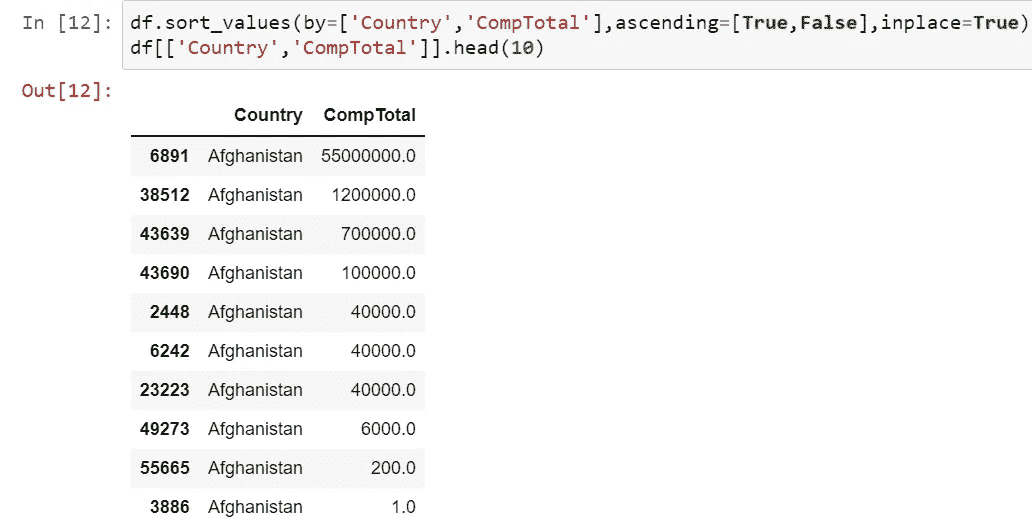 In [12]: df.sort_values(by=['Country','CompTotal'],ascending=[True,False],inplace=True)
df[['Country','CompTotal']].head(10)
Out[12]:
Country CompTotal
6891 Afghanistan 55000000.0
38512 Afghanistan 1200000.0
43639 Afghanistan 700000.0
43690 Afghanistan 100000.0
2448 Afghanistan 40000.0
6242 Afghanistan 40000.0
23223 Afghanistan 40000.0
49273 Afghanistan 6000.0
55665 Afghanistan 200.0
3886 Afghanistan 1.0